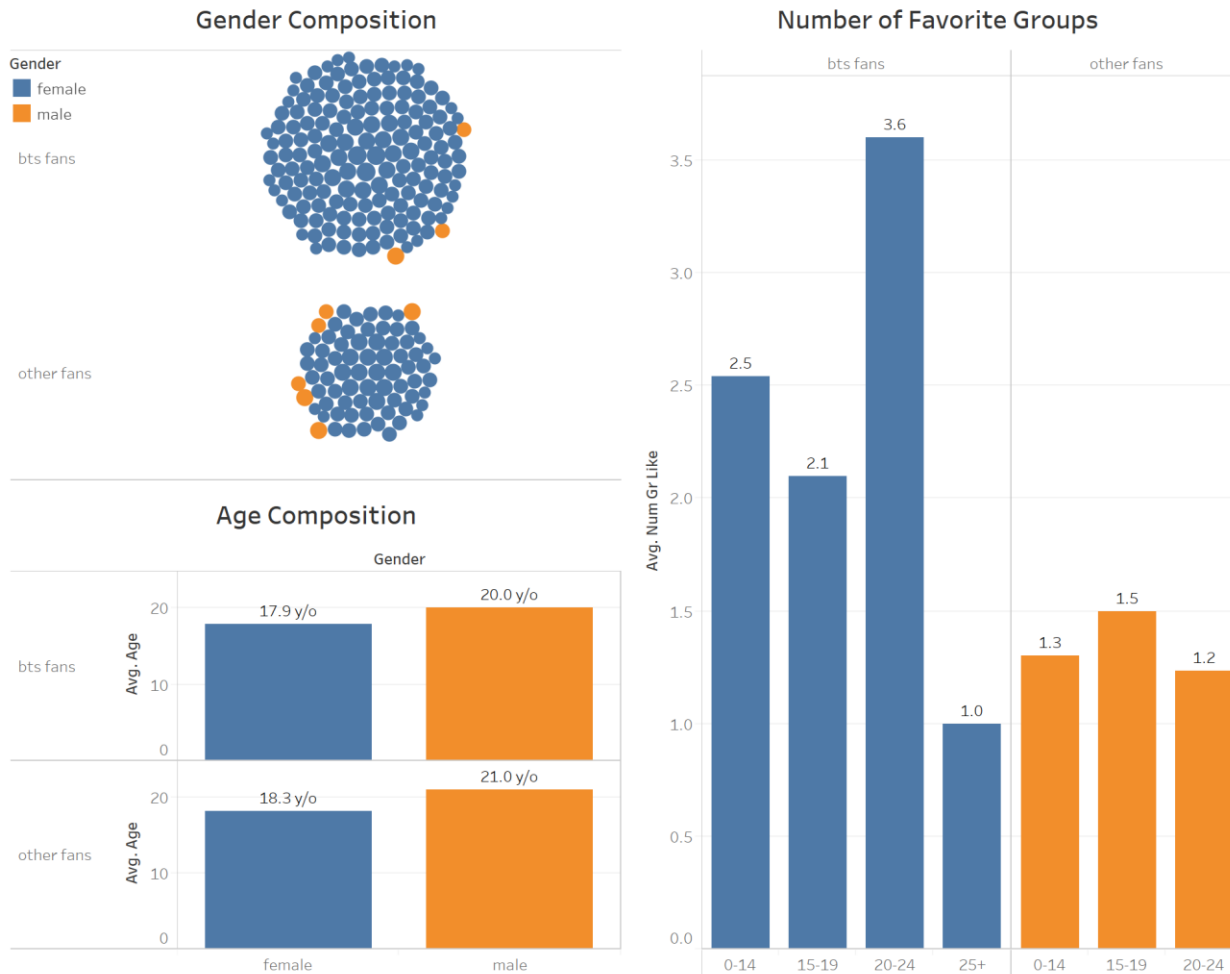 Gender Composition
Gender
female
male
bts fans
other fans
Age Composition
Gender
bts fans
Avg. Age
20
10
0
17.9 y/o
20.0 y/o
other fans
Avg. Age
20
10
0
18.3 y/o
21.0 y/o
female
male
Number of Favorite Groups
bts fans
other fans
Avg. Num Gr Like
3.5
3.0
2.5
2.0
1.5
1.0
0.5
0.0
2.5
2.1
3.6
1.0
1.3
1.5
1.2
0-14
15-19
20-24
25+
0-14
15-19
20-24